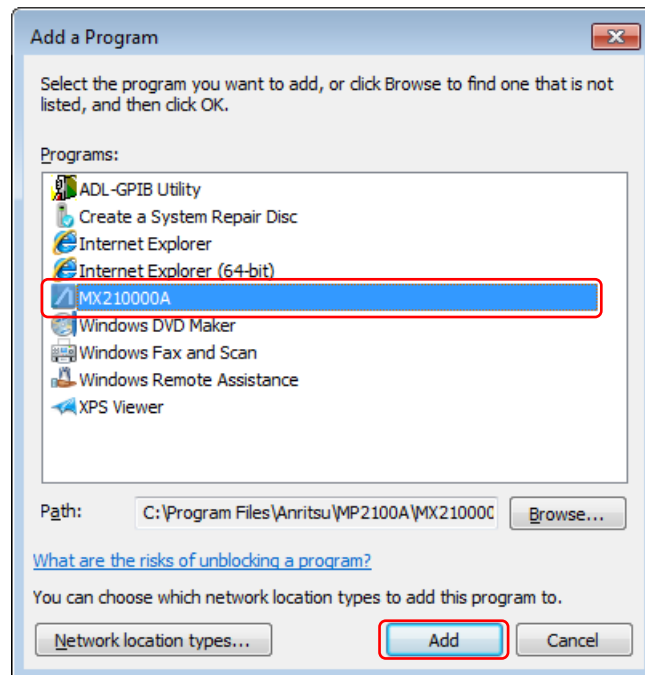 Add a Program
Select the program you want to add, or click Browse to find one that is not
listed, and then click OK.
Programs:
ADL-GPIB Utility
Create a System Repair Disc
Internet Explorer
Internet Explorer (64-bit)
MX210000A
Windows DVD Maker
Windows Fax and Scan
Windows Remote Assistance
XPS Viewer
Path: C:\Program Files\Anritsu\MP2100A\MX210000 Browse...
What are the risks of unblocking a program?
You can choose which network location types to add this program to.
Network location types... Add Cancel